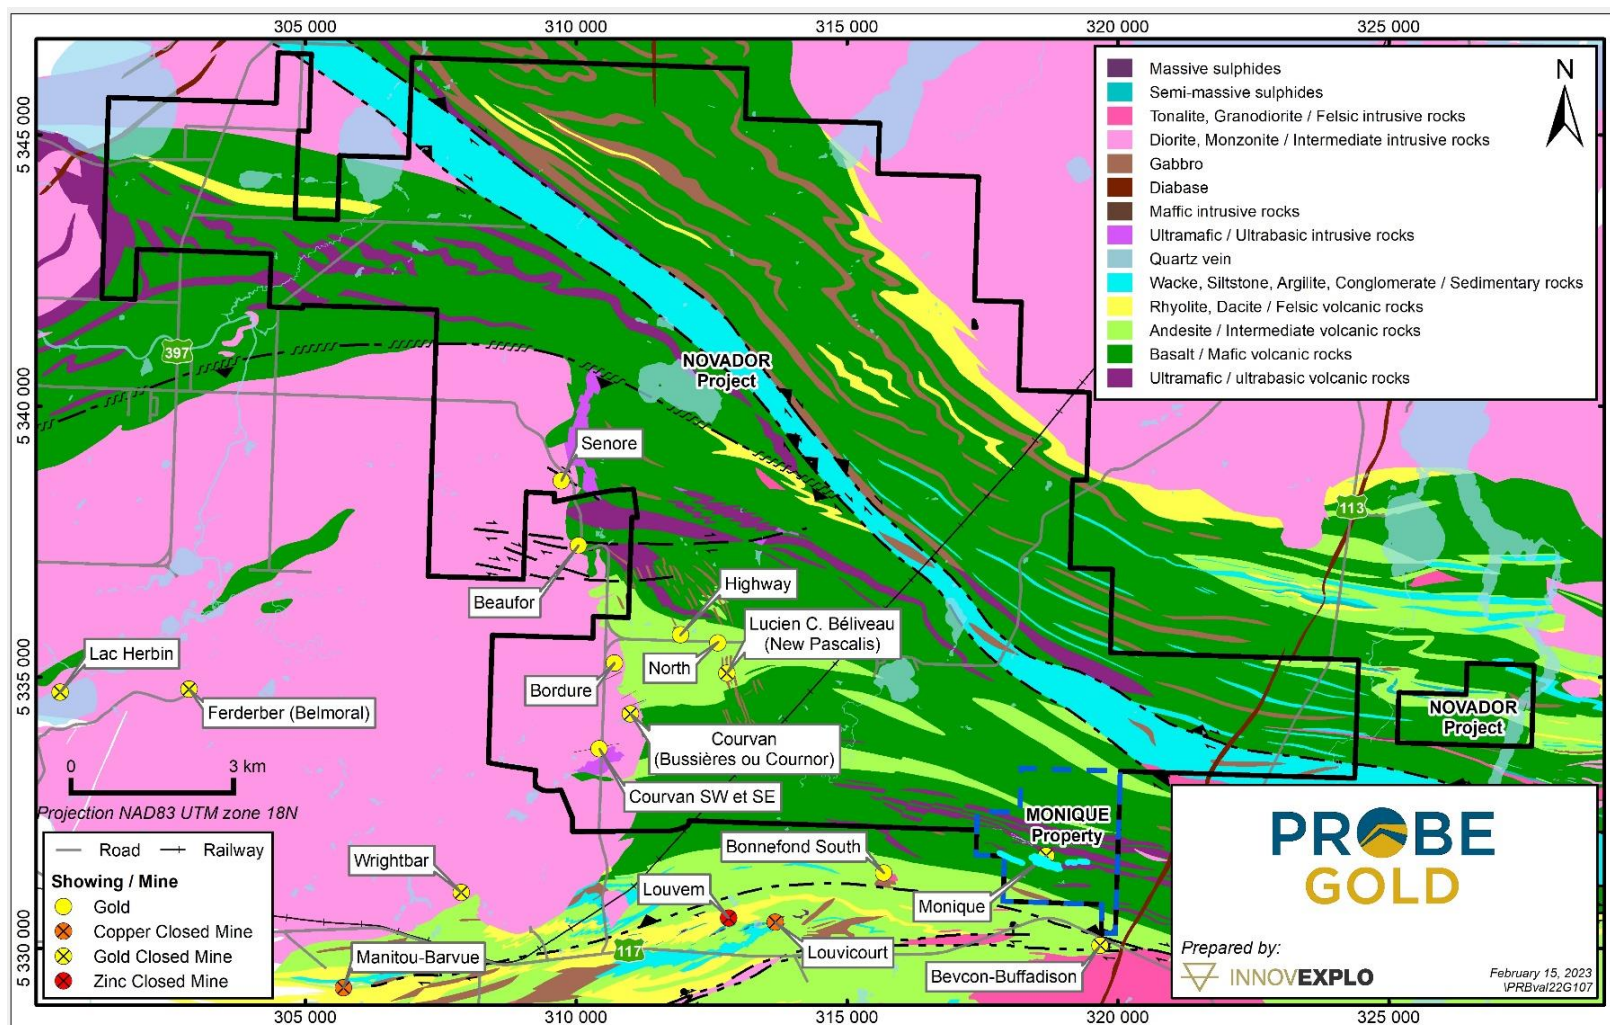 305 000
310 000
315 000
320 000
325 000
5 345 000
5 340 000
5 335 000
5 330 000
Massive sulphides
Semi-massive sulphides
Tonalite, Granodiorite / Felsic intrusive rocks
Diorite, Monzonite / Intermediate intrusive rocks
Gabbro
Diabase
Maffic intrusive rocks
Ultramafic / Ultrabasic intrusive rocks
Quartz vein
Wacke, Siltstone, Argilite, Conglomerate / Sedimentary rocks
Rhyolite, Dacite / Felsic volcanic rocks
Andesite / Intermediate volcanic rocks
Basalt / Mafic volcanic rocks
Ultramafic / ultrabasic volcanic rocks
N
397
NOVADOR
Project
Senore
113
Beaufor
Highway
Lucien C. Béliveau
(New Pascalis)
Lac Herbin
North
Bordure
Ferderber (Belmoral)
NOVADOR
Project
Courvan
(Bussières ou Cournor)
Courvan SW et SE
0
3 km
Projection NAD83 UTM zone 18N
MONIQUE
Property
Road
Railway
Showing / Mine
Gold
Copper Closed Mine
Gold Closed Mine
Zinc Closed Mine
Wrightbar
Bonnefond South
Louvem
Monique
117
Manitou-Barvue
Louvicourt
Bevcon-Buffadison
PROBE
GOLD
Prepared by:
INNOVEXPLO
February 15, 2023
\PRBval22G107
305 000
310 000
315 000
320 000
325 000